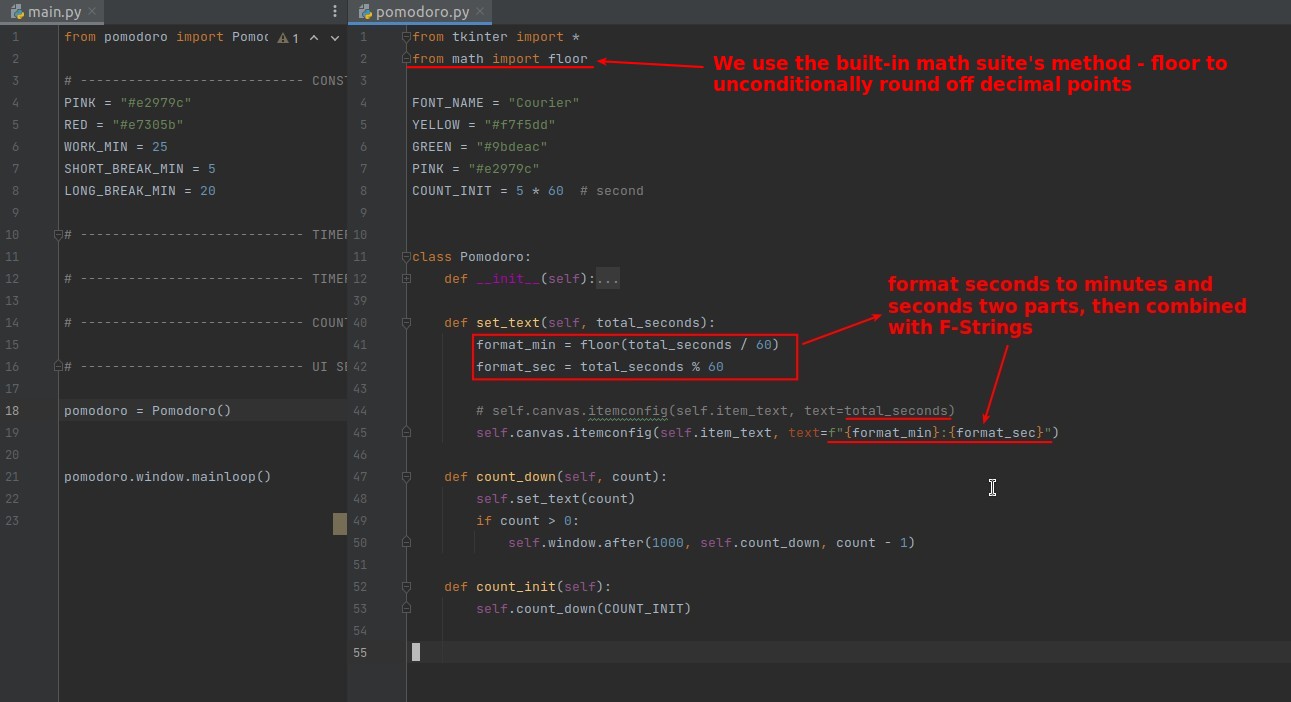 main.py
1 from pomodoro import Pomo
1
2
3 # ---------------------------- CONST
4 PINK = "#e2979c"
5 RED = "#e7305b"
6 WORK_MIN = 25
7 SHORT_BREAK_MIN = 5
8 LONG_BREAK_MIN = 20
9
10 # ---------------------------- TIMER
11
12 # ---------------------------- TIMER
13
14 # ---------------------------- COUNT
15
16 # ---------------------------- UI SE
17
18 pomodoro = Pomodoro()
19
20
21 pomodoro.window.mainloop()
22
23
pomodoro.py
1 from tkinter import *
2 from math import floor
3
4 FONT_NAME = "Courier"
5 YELLOW = "#f7f5dd"
6 GREEN = "#9bdeac"
7 PINK = "#e2979c"
8 COUNT_INIT = 5 * 60  # second
9
10
11 class Pomodoro:
12     def __init__(self):...
39
40     def set_text(self, total_seconds):
41         format_min = floor(total_seconds / 60)
42         format_sec = total_seconds % 60
43
44         # self.canvas.itemconfig(self.item_text, text=total_seconds)
45         self.canvas.itemconfig(self.item_text, text=f"{format_min}:{format_sec}")
46
47     def count_down(self, count):
48         self.set_text(count)
49         if count > 0:
50             self.window.after(1000, self.count_down, count - 1)
51
52     def count_init(self):
53         self.count_down(COUNT_INIT)
54
55
We use the built-in math suite's method - floor to
unconditionally round off decimal points
format seconds to minutes and
seconds two parts, then combined
with F-Strings